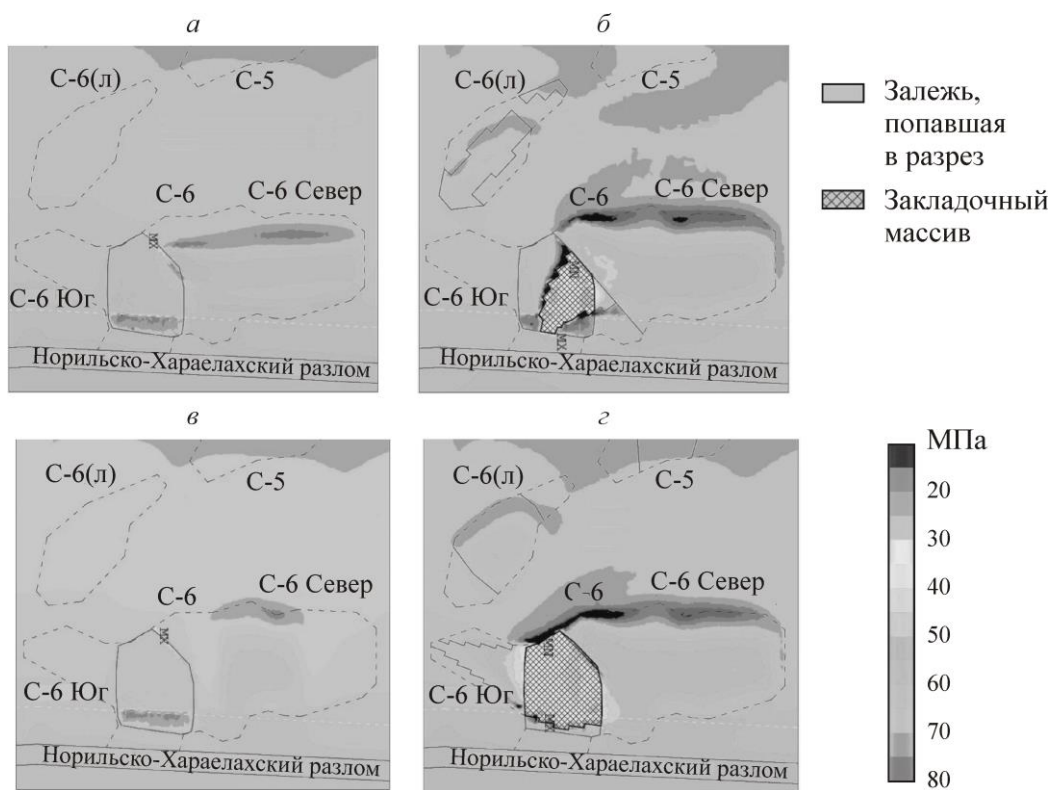 а
б
С-6(л)
С-5
С-6
С-6 Север
С-6 Юг
Норильско-Хараелахский разлом
С-6(л)
С-5
С-6
С-6 Север
С-6 Юг
Норильско-Хараелахский разлом
Залежь,
попавшая
в разрез
Закладочный
массив
в
г
С-6(л)
С-5
С-6
С-6 Север
С-6 Юг
Норильско-Хараелахский разлом
С-6(л)
С-5
С-6
С-6 Север
С-6 Юг
Норильско-Хараелахский разлом
МПа
20
30
40
50
60
70
80